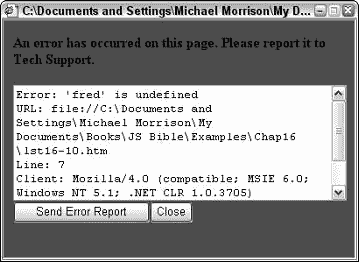 C:\Documents and Settings\Michael Morrison\My D...
An error has occurred on this page. Please report it to
Tech Support.
Error: 'fred' is undefined
URL: file://C:\Documents and
Settings\Michael Morrison\My
Documents\Books\JS Bible\Examples\Chap16
\lst16-10.htm
Line: 7
Client: Mozilla/4.0 (compatible; MSIE 6.0;
Windows NT 5.1; .NET CLR 1.0.3705)
Send Error Report Close